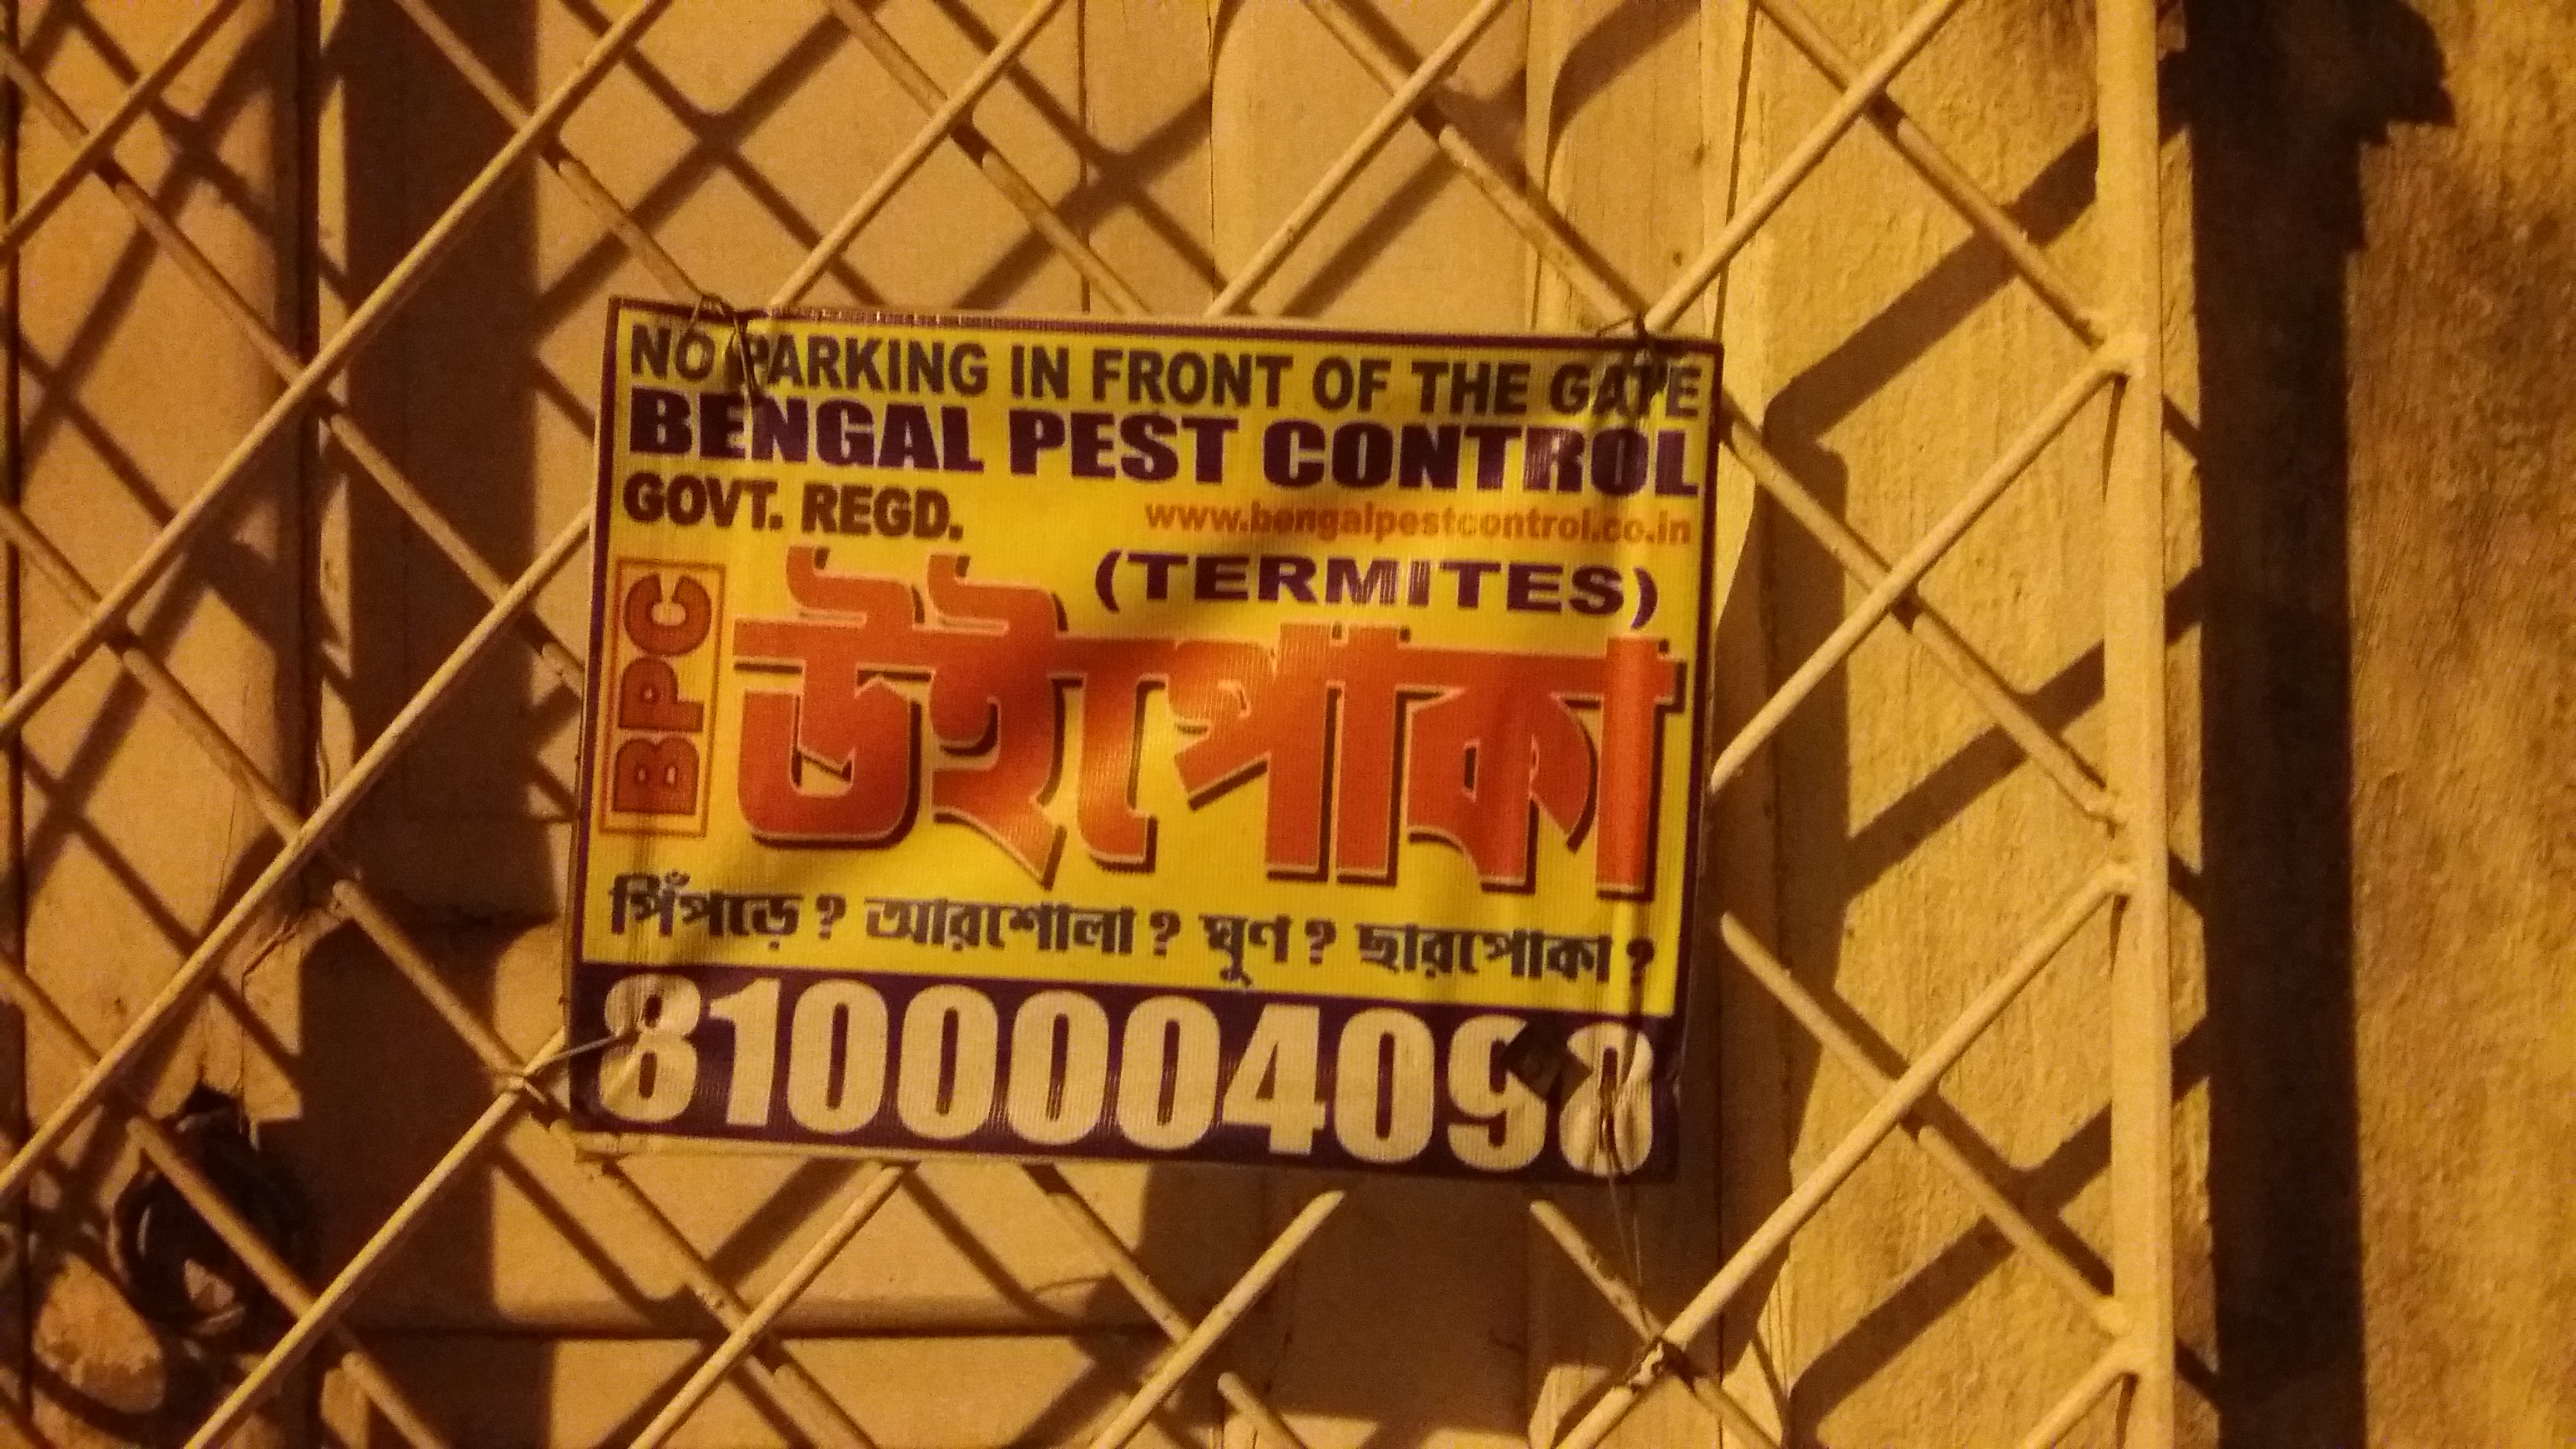 NO PARKING IN FRONT OF THE GATE
BENGAL PEST CONTROL
GOVT. REGD.
www.bengalpestcontrol.co.in
(TERMITES)
BPC
উইপোকা
পিঁপড়ে ? আরশোলা ? ঘুণ ? ছারপোকা ?
8100004098